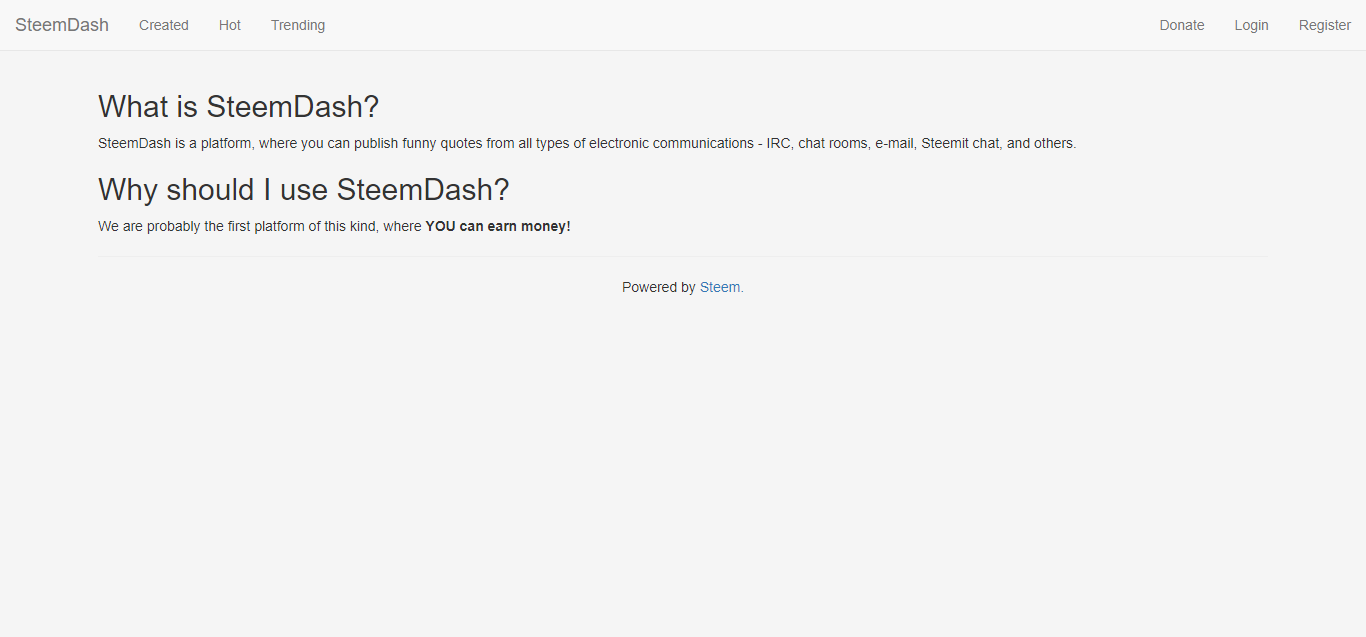 SteemDash Created Hot Trending Donate Login Register
What is SteemDash?
SteemDash is a platform, where you can publish funny quotes from all types of electronic communications - IRC, chat rooms, e-mail, Steemit chat, and others.
Why should I use SteemDash?
We are probably the first platform of this kind, where YOU can earn money!
Powered by Steem.